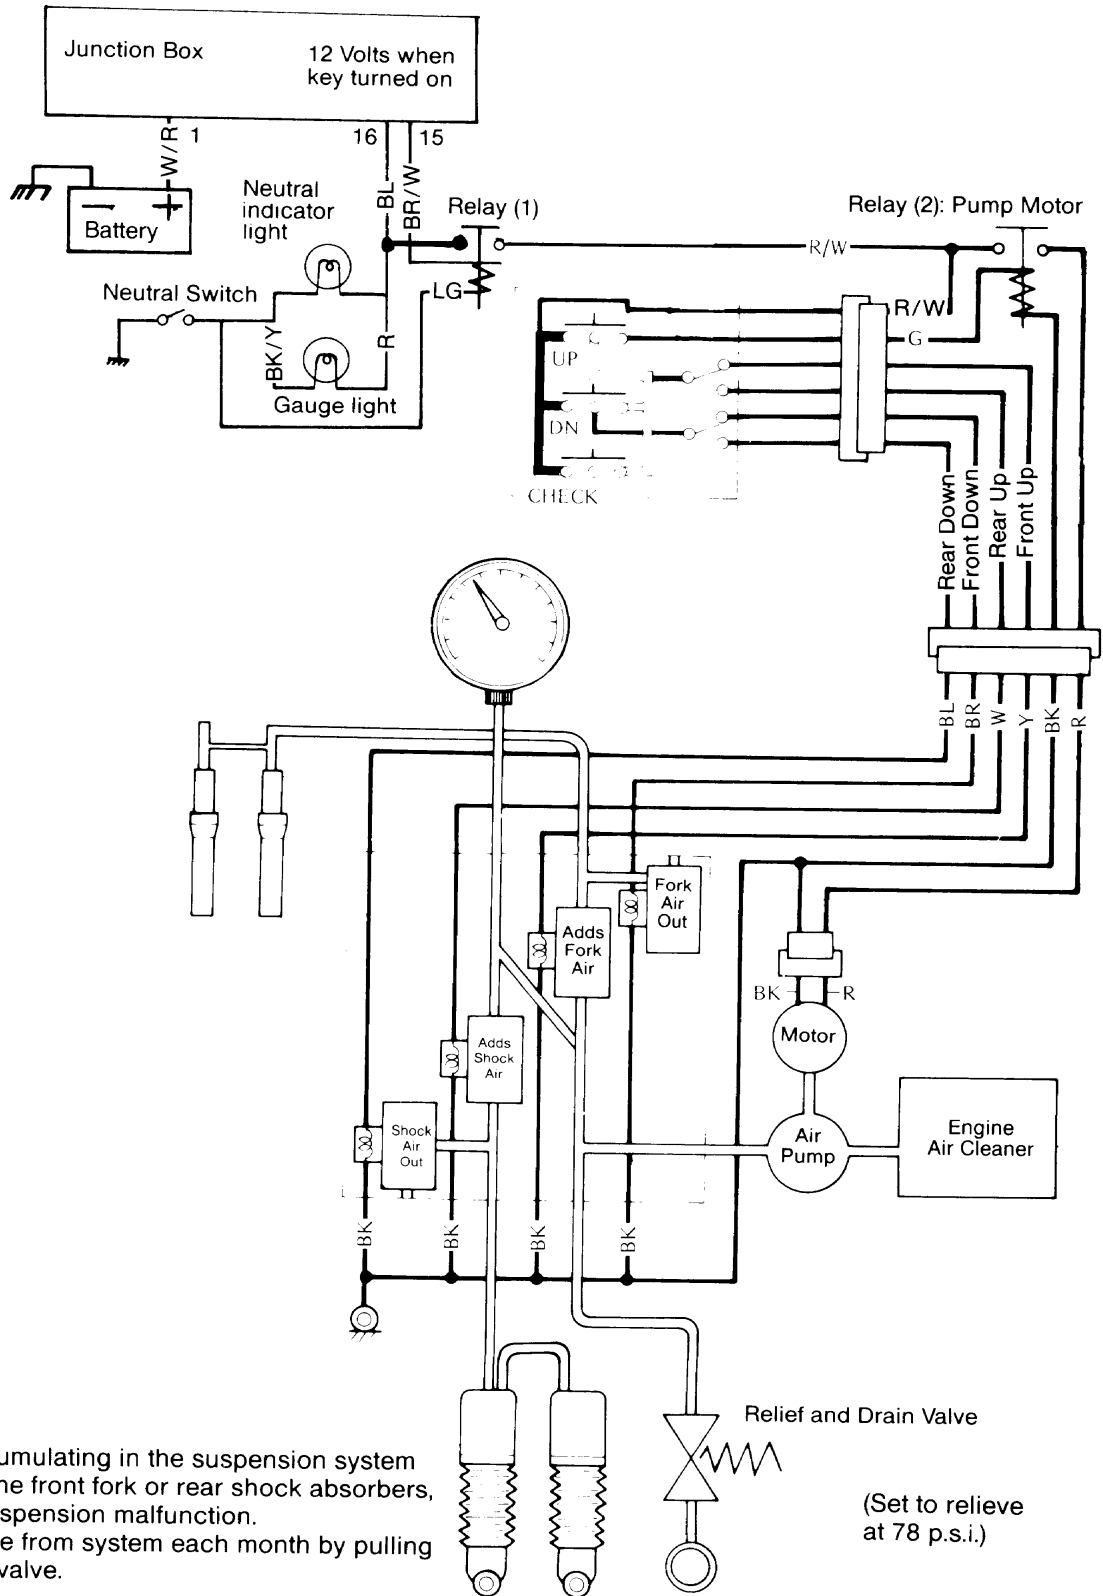 Junction Box
12 Volts when
key turned on
W/R
1
16
15
BL
BR/W
Battery
Neutral
indicator
light
Relay (1)
Relay (2): Pump Motor
R/W
LG
Neutral Switch
BK/Y
R
Gauge light
R/W
G
UP
DN
CHECK
Rear Down
Front Down
Rear Up
Front Up
BL
BR
W
Y
BK
R
Fork
Air
Out
Adds
Fork
Air
Adds
Shock
Air
Shock
Air
Out
BK
R
Motor
Air
Pump
Engine
Air Cleaner
BK
BK
BK
BK
Relief and Drain Valve
(Set to relieve
at 78 p.s.i.)
umulating in the suspension system
ne front fork or rear shock absorbers,
spension malfunction.
e from system each month by pulling
valve.